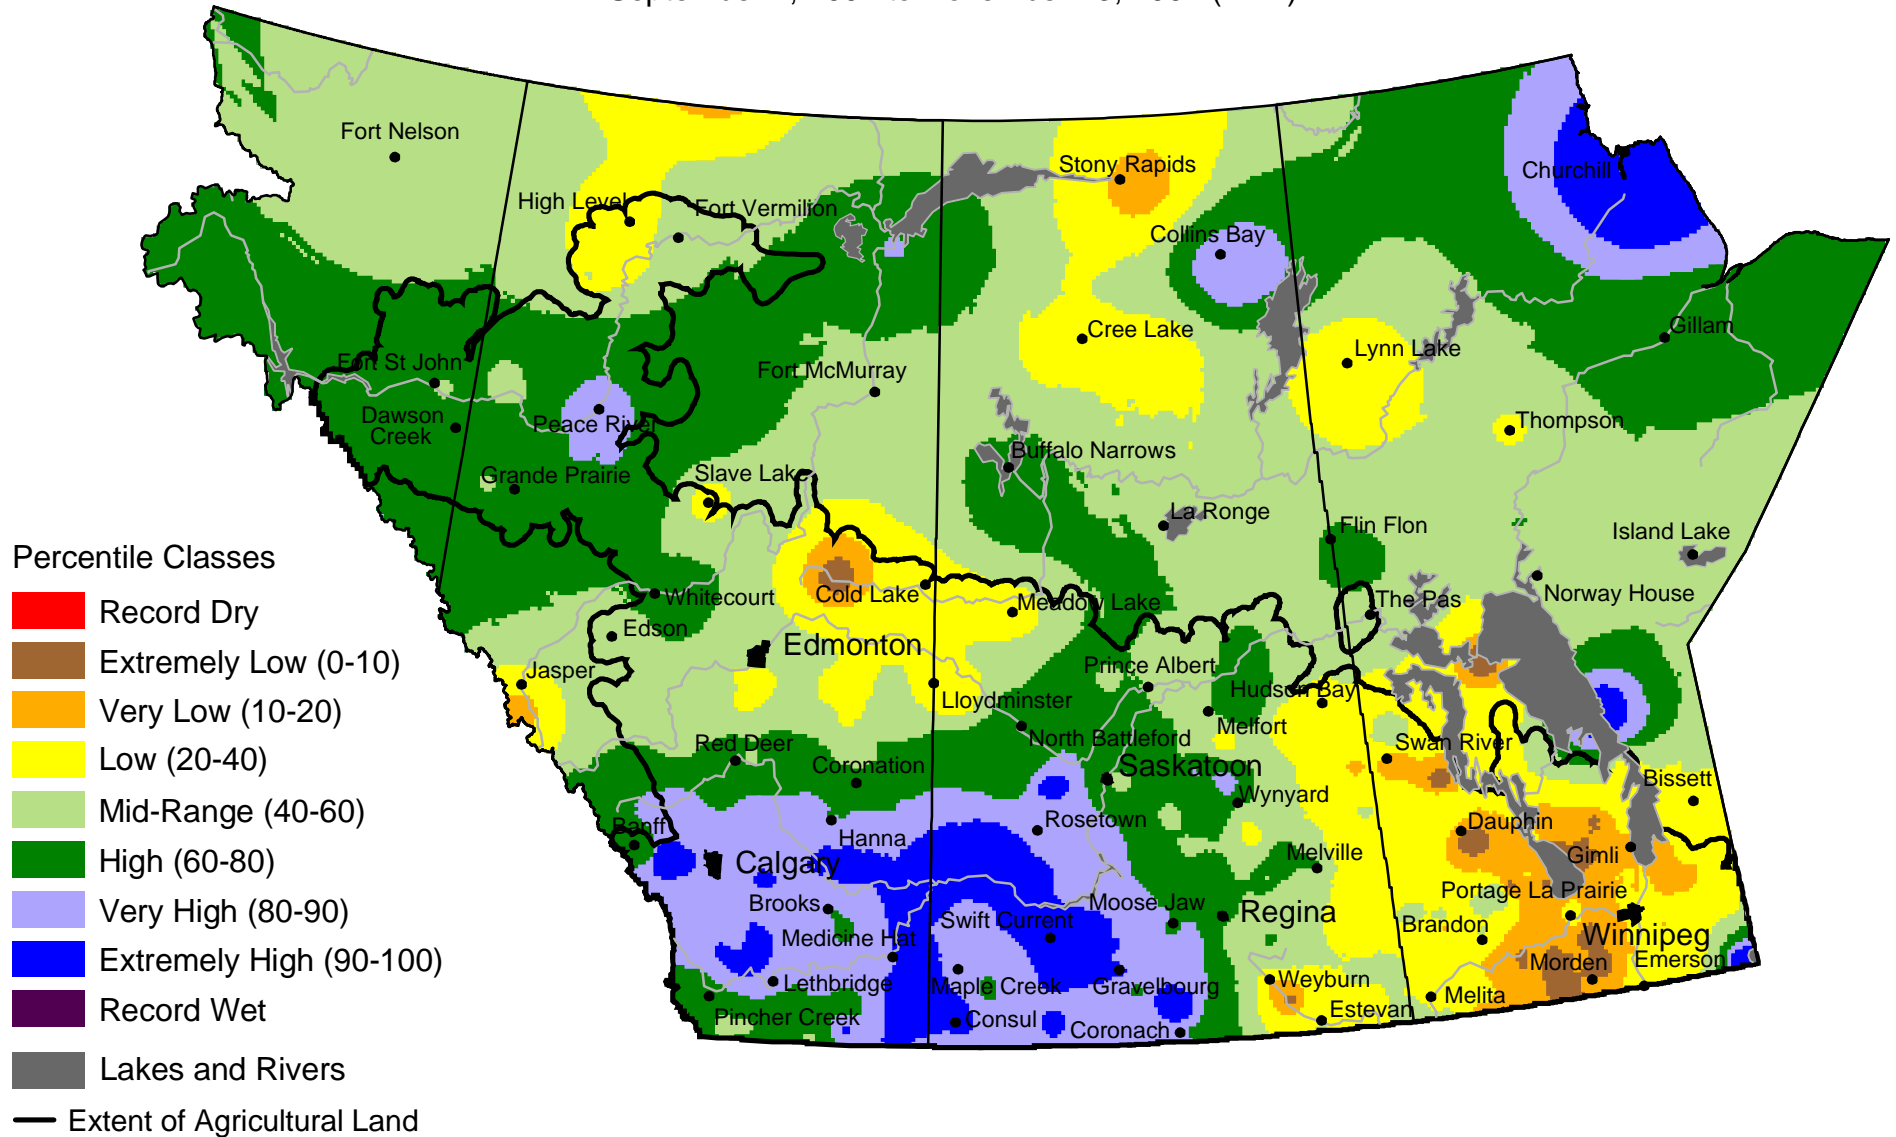 Fort Nelson
Churchill
Stony Rapids
High Level
Fort Vermilion
Collins Bay
Gillam
Cree Lake
Lynn Lake
Fort St John
Fort McMurray
Dawson
Creek
Peace River
Thompson
Buffalo Narrows
Grande Prairie
Slave Lake
La Ronge
Flin Flon
Island Lake
Percentile Classes
Record Dry
Extremely Low (0-10)
Very Low (10-20)
Low (20-40)
Mid-Range (40-60)
High (60-80)
Very High (80-90)
Extremely High (90-100)
Record Wet
Lakes and Rivers
Extent of Agricultural Land
Whitecourt
Cold Lake
Meadow Lake
The Pas
Norway House
Edson
Edmonton
Jasper
Prince Albert
Hudson Bay
Lloydminster
Melfort
North Battleford
Red Deer
Swan River
Coronation
Saskatoon
Bissett
Wynyard
Banff
Hanna
Rosetown
Dauphin
Calgary
Melville
Gimli
Brooks
Moose Jaw
Portage La Prairie
Swift Current
Regina
Brandon
Medicine Hat
Winnipeg
Morden
Emerson
Lethbridge
Maple Creek
Gravelbourg
Weyburn
Melita
Pincher Creek
Consul
Coronach
Estevan